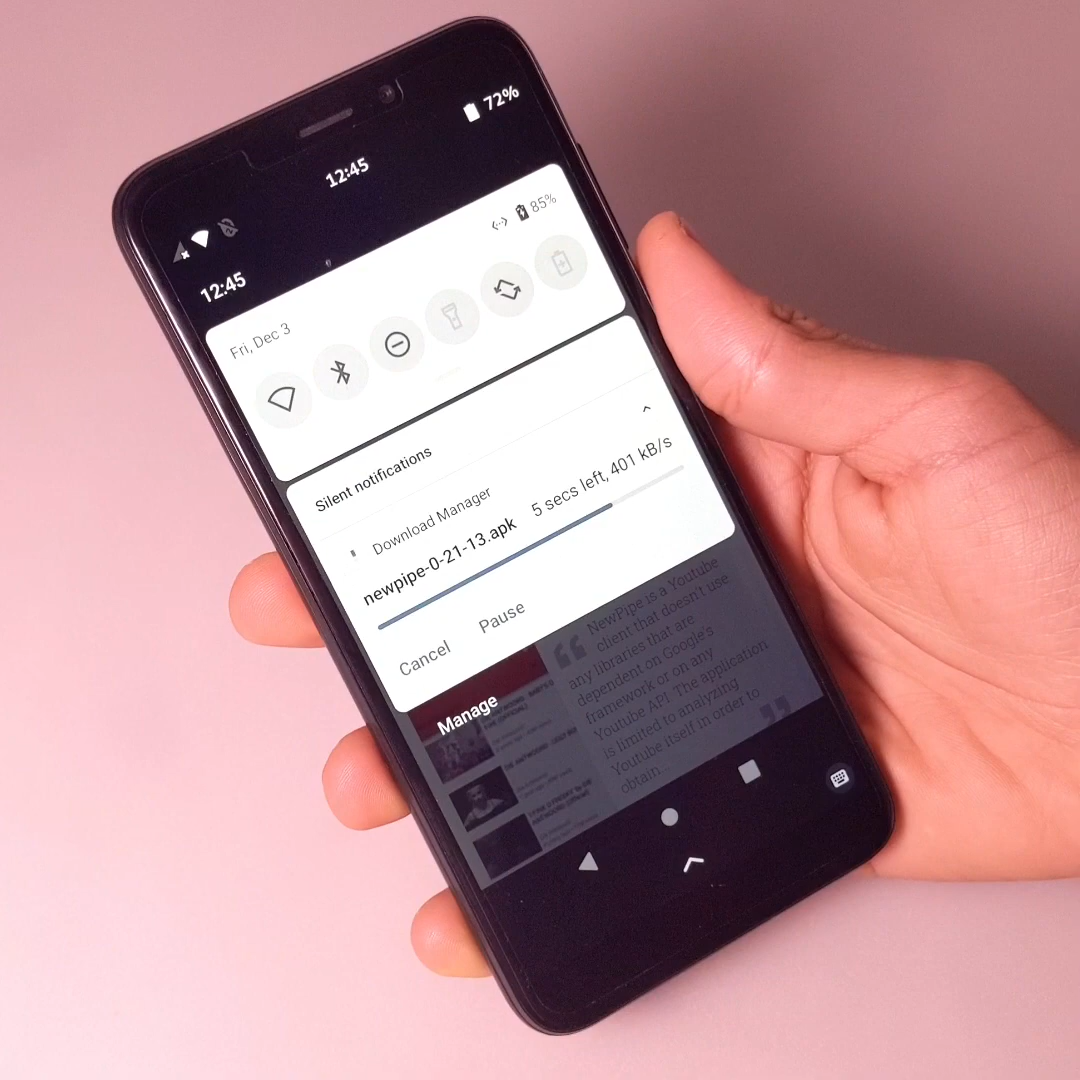 72%
12:45
12:45
85%
Fri, Dec 3
Silent notifications
Download Manager
newpipe-0-21-13.apk 5 secs left, 401 kB/s
Cancel Pause
Manage
NewPipe is a Youtube
client that doesn't use
any libraries that are
dependent on Google's
framework or on any
Youtube API. The application
is limited to analyzing
Youtube itself in order to
obtain...